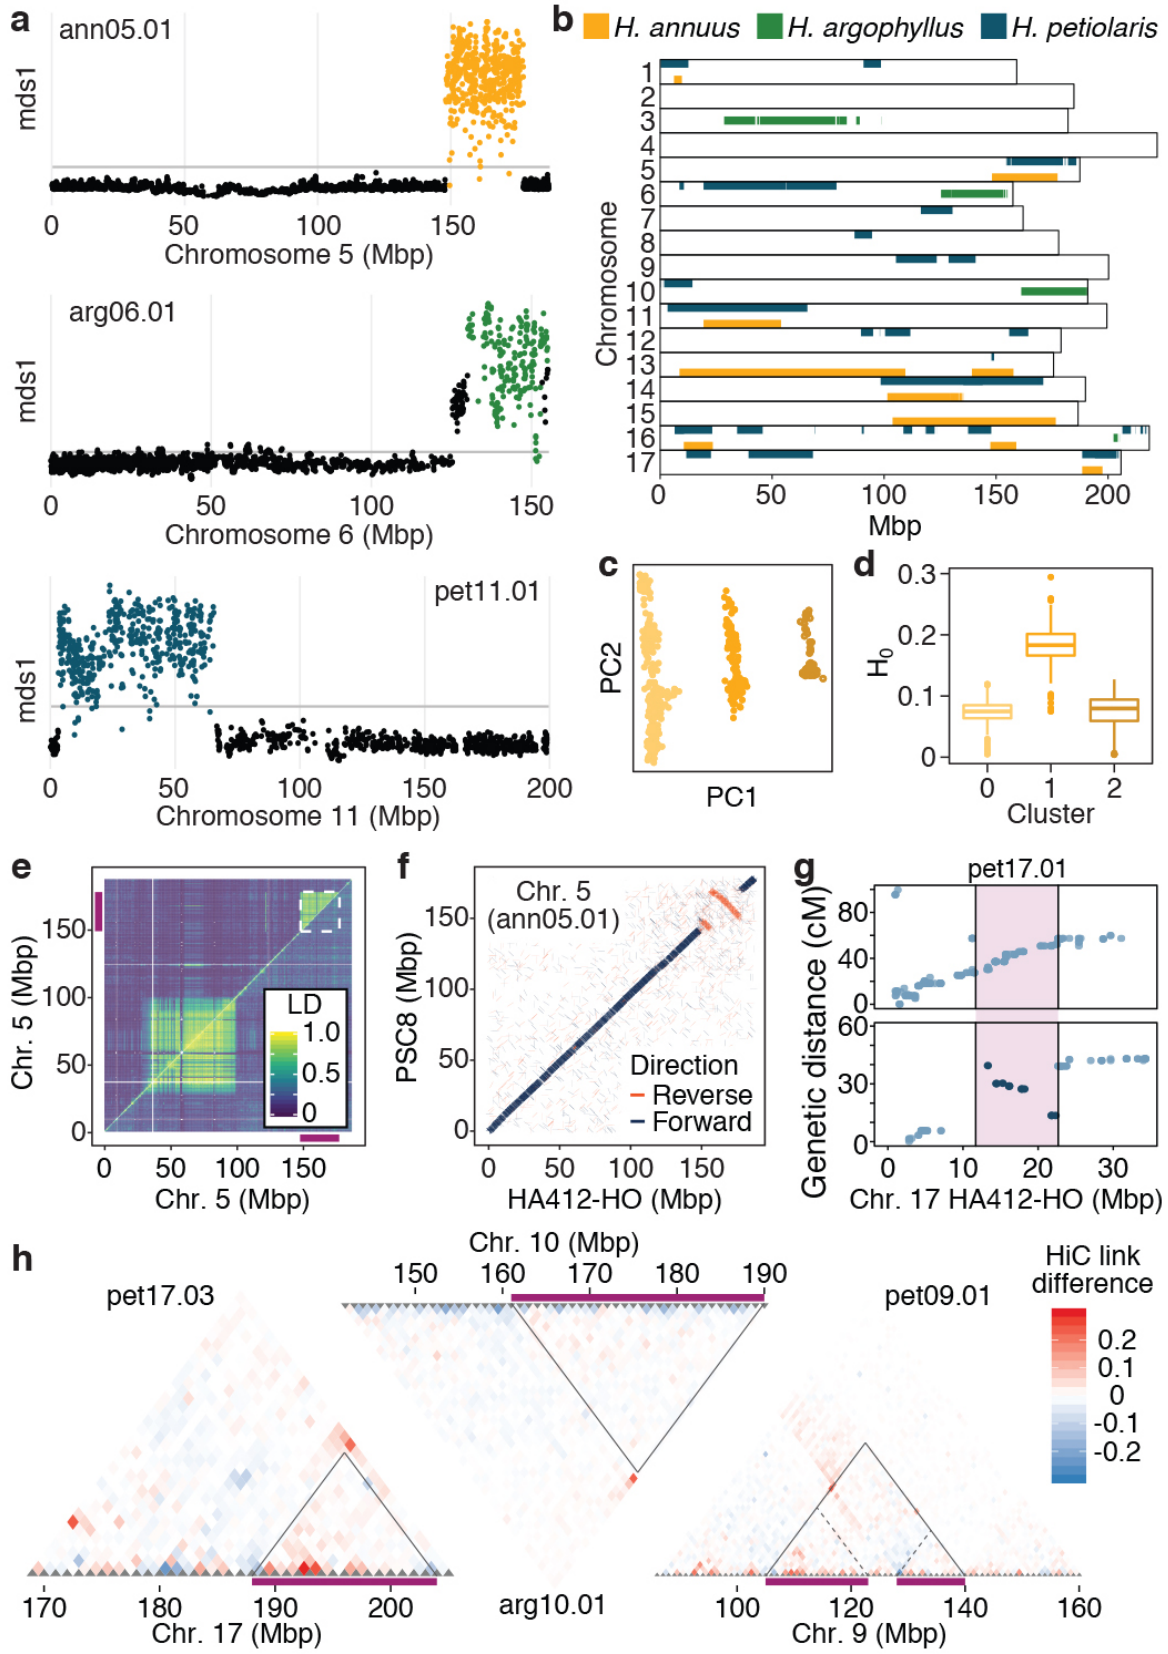 a
ann05.01
mds1
0 50 100 150
Chromosome 5 (Mbp)
arg06.01
mds1
0 50 100 150
Chromosome 6 (Mbp)
pet11.01
mds1
0 50 100 150 200
Chromosome 11 (Mbp)
b
H. annuus H. argophyllus H. petiolaris
Chromosome
1
2
3
4
5
6
7
8
9
10
11
12
13
14
15
16
17
0 50 100 150 200
Mbp
c
PC2
PC1
d
H0
0.3
0.2
0.1
0
0 1 2
Cluster
e
Chr. 5 (Mbp)
150
100
50
0
LD
1.0
0.5
0
0 50 100 150
Chr. 5 (Mbp)
f
Chr. 5
(ann05.01)
PSC8 (Mbp)
150
100
50
0
Direction
Reverse
Forward
0 50 100 150
HA412-HO (Mbp)
g
pet17.01
Genetic distance (cM)
80
40
0
60
30
0
0 10 20 30
Chr. 17 HA412-HO (Mbp)
h
pet17.03
170 180 190 200
Chr. 17 (Mbp)
Chr. 10 (Mbp)
150 160 170 180 190
arg10.01
pet09.01
100 120 140 160
Chr. 9 (Mbp)
HiC link
difference
0.2
0.1
0
-0.1
-0.2